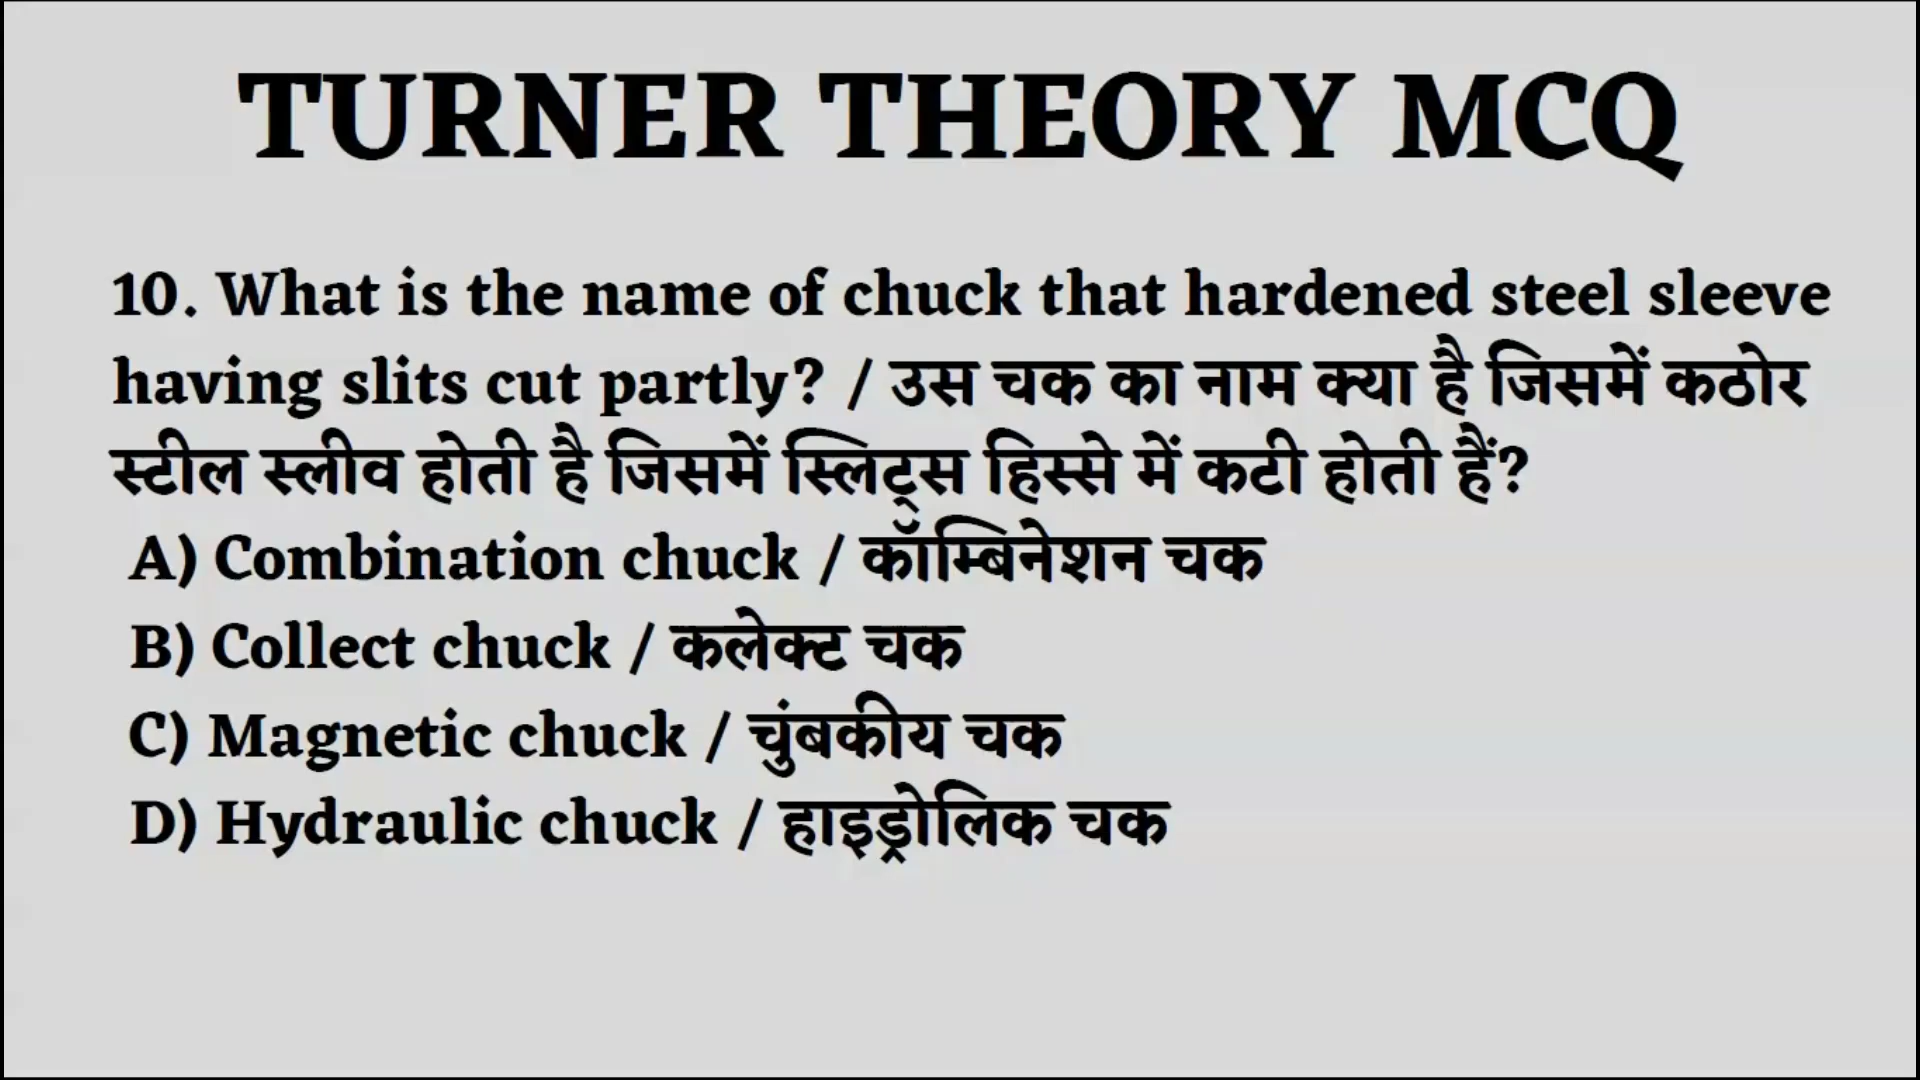 TURNER THEORY MCQ
10. What is the name of chuck that hardened steel sleeve
having slits cut partly? / उस चक का नाम क्या है जिसमें कठोर
स्टील स्लीव होती है जिसमें स्लिट्स हिस्से में कटी होती हैं?
A) Combination chuck / कॉम्बिनेशन चक
B) Collect chuck / कलेक्ट चक
C) Magnetic chuck / चुंबकीय चक
D) Hydraulic chuck / हाइड्रोलिक चक